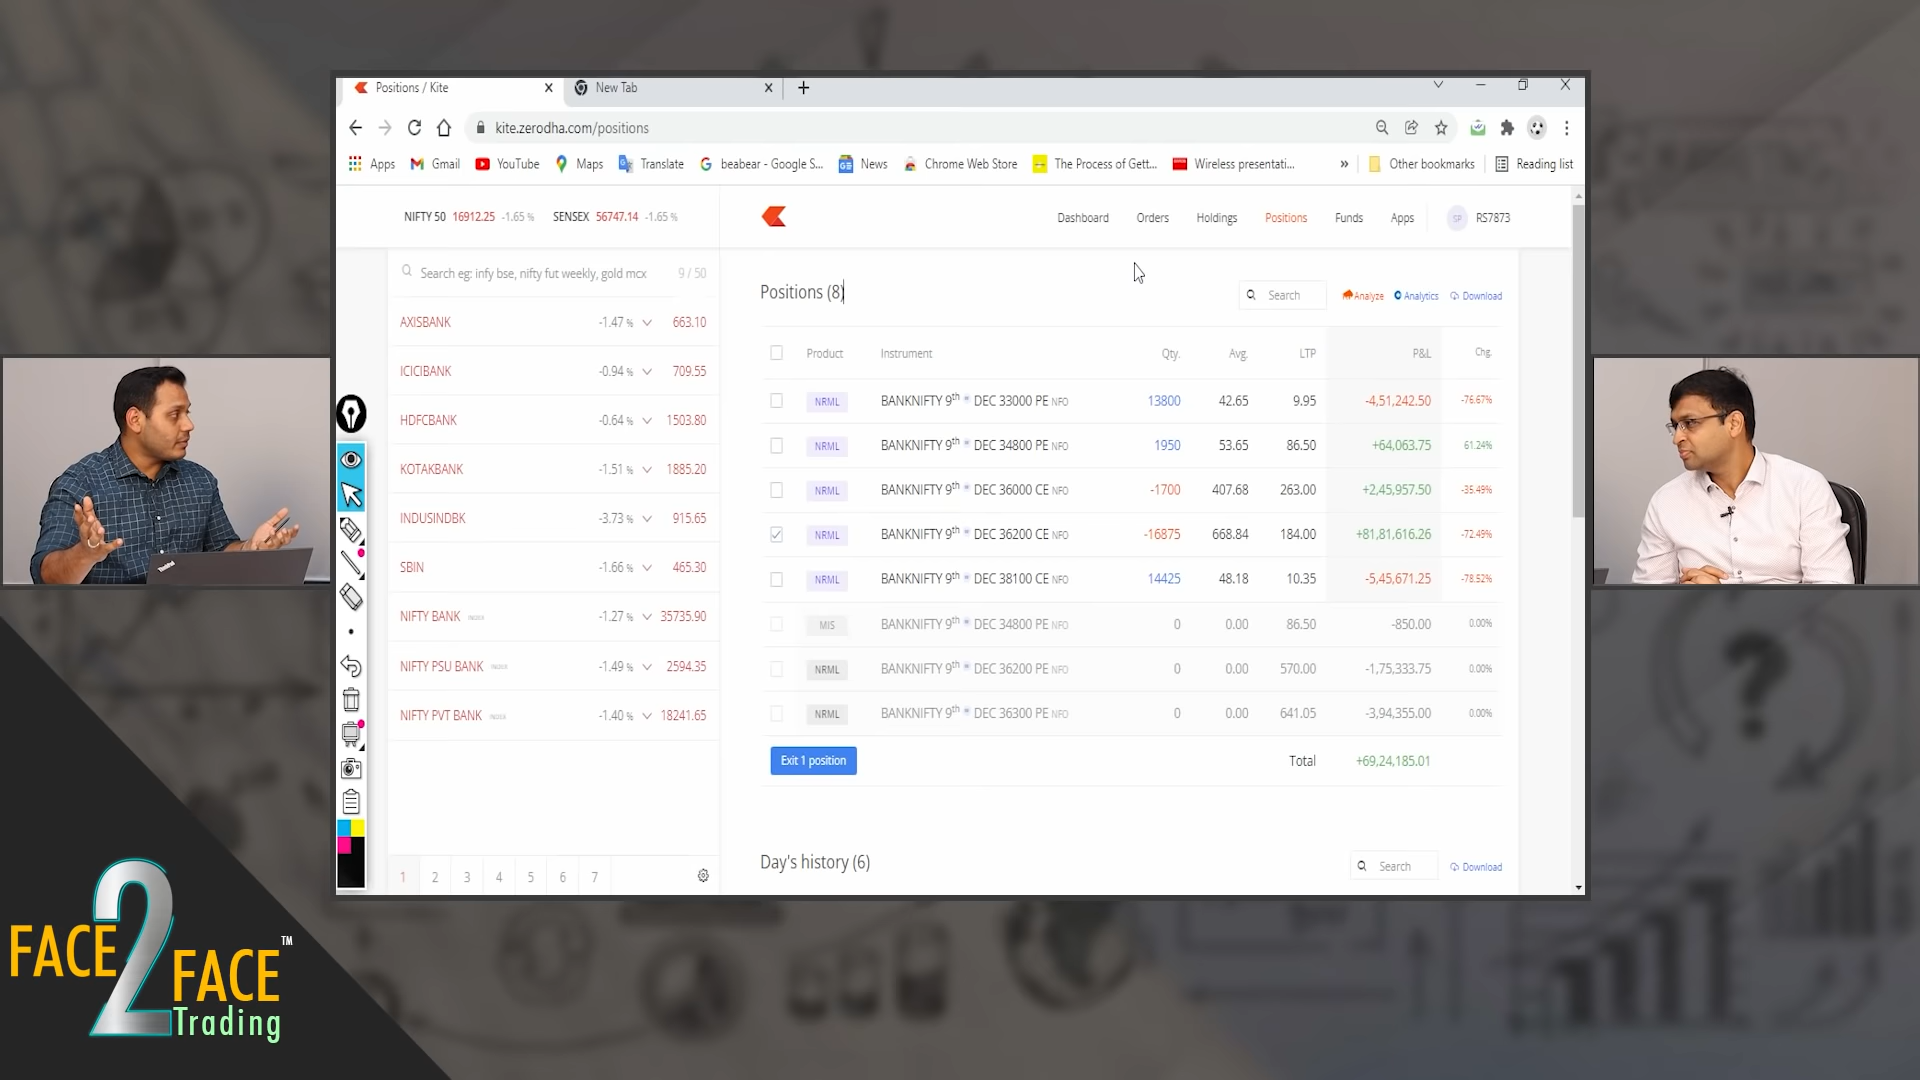 Positions / Kite
New Tab
kite.zerodha.com/positions
Apps Gmail YouTube Maps Translate beabear - Google S... News Chrome Web Store The Process of Gett... Wireless presentati... » Other bookmarks Reading list
NIFTY 50 16912.25 -1.65 % SENSEX 56747.14 -1.65 %
Dashboard Orders Holdings Positions Funds Apps SP RS7873
Search eg: infy bse, nifty fut weekly, gold mcx 9 / 50
AXISBANK -1.47 % 663.10
ICICIBANK -0.94 % 709.55
HDFCBANK -0.64 % 1503.80
KOTAKBANK -1.51 % 1885.20
INDUSINDBK -3.73 % 915.65
SBIN -1.66 % 465.30
NIFTY BANK -1.27 % 35735.90
NIFTY PSU BANK -1.49 % 2594.35
NIFTY PVT BANK -1.40 % 18241.65
1 2 3 4 5 6 7
Positions (8)
Search Analyze Analytics Download
Product Instrument Qty. Avg. LTP P&L Chg.
NRML BANKNIFTY 9th DEC 33000 PE NFO 13800 42.65 9.95 -4,51,242.50 -76.67%
NRML BANKNIFTY 9th DEC 34800 PE NFO 1950 53.65 86.50 +64,063.75 61.24%
NRML BANKNIFTY 9th DEC 36000 CE NFO -1700 407.68 263.00 +2,45,957.50 -35.49%
NRML BANKNIFTY 9th DEC 36200 CE NFO -16875 668.84 184.00 +81,81,616.26 -72.49%
NRML BANKNIFTY 9th DEC 38100 CE NFO 14425 48.18 10.35 -5,45,671.25 -78.52%
MIS BANKNIFTY 9th DEC 34800 PE NFO 0 0.00 86.50 -850.00 0.00%
NRML BANKNIFTY 9th DEC 36200 PE NFO 0 0.00 570.00 -1,75,333.75 0.00%
NRML BANKNIFTY 9th DEC 36300 PE NFO 0 0.00 641.05 -3,94,355.00 0.00%
Exit 1 position Total +69,24,185.01
Day's history (6)
Search Download
FACE 2 FACE™
Trading